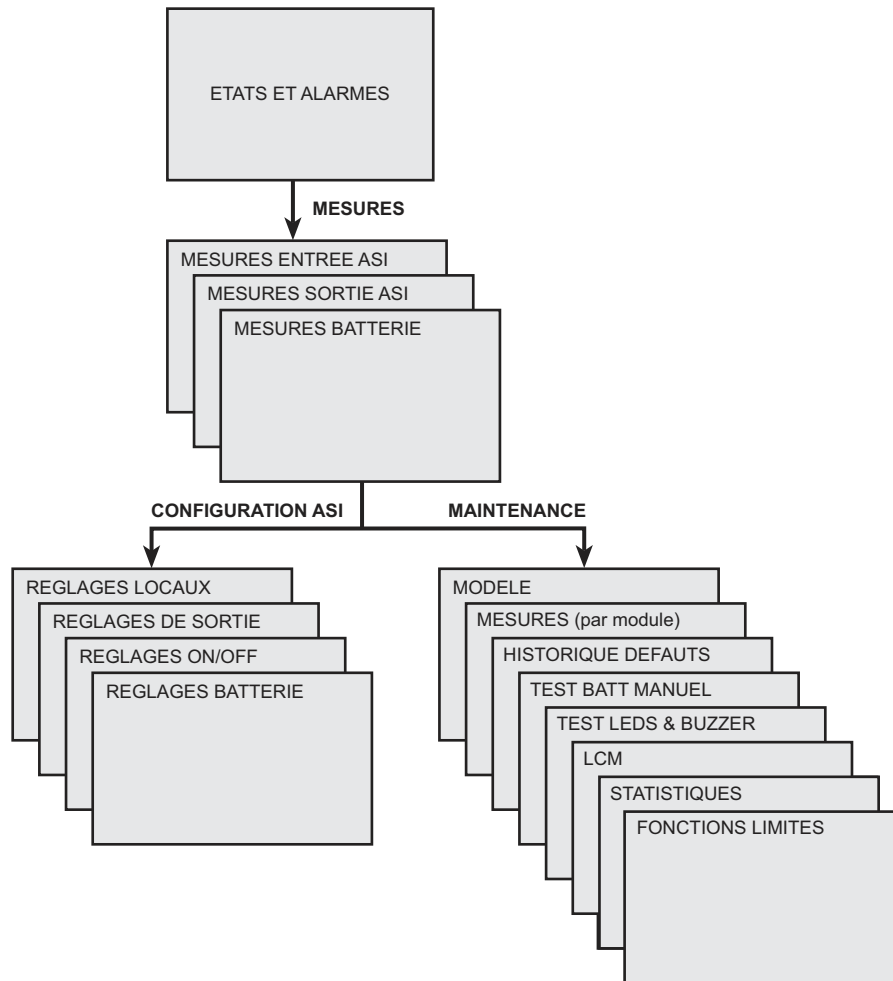 ETATS ET ALARMES
MESURES
MESURES ENTREE ASI
MESURES SORTIE ASI
MESURES BATTERIE
CONFIGURATION ASI
MAINTENANCE
REGLAGES LOCAUX
REGLAGES DE SORTIE
REGLAGES ON/OFF
REGLAGES BATTERIE
MODELE
MESURES (par module)
HISTORIQUE DEFAUTS
TEST BATT MANUEL
TEST LEDS & BUZZER
LCM
STATISTIQUES
FONCTIONS LIMITES